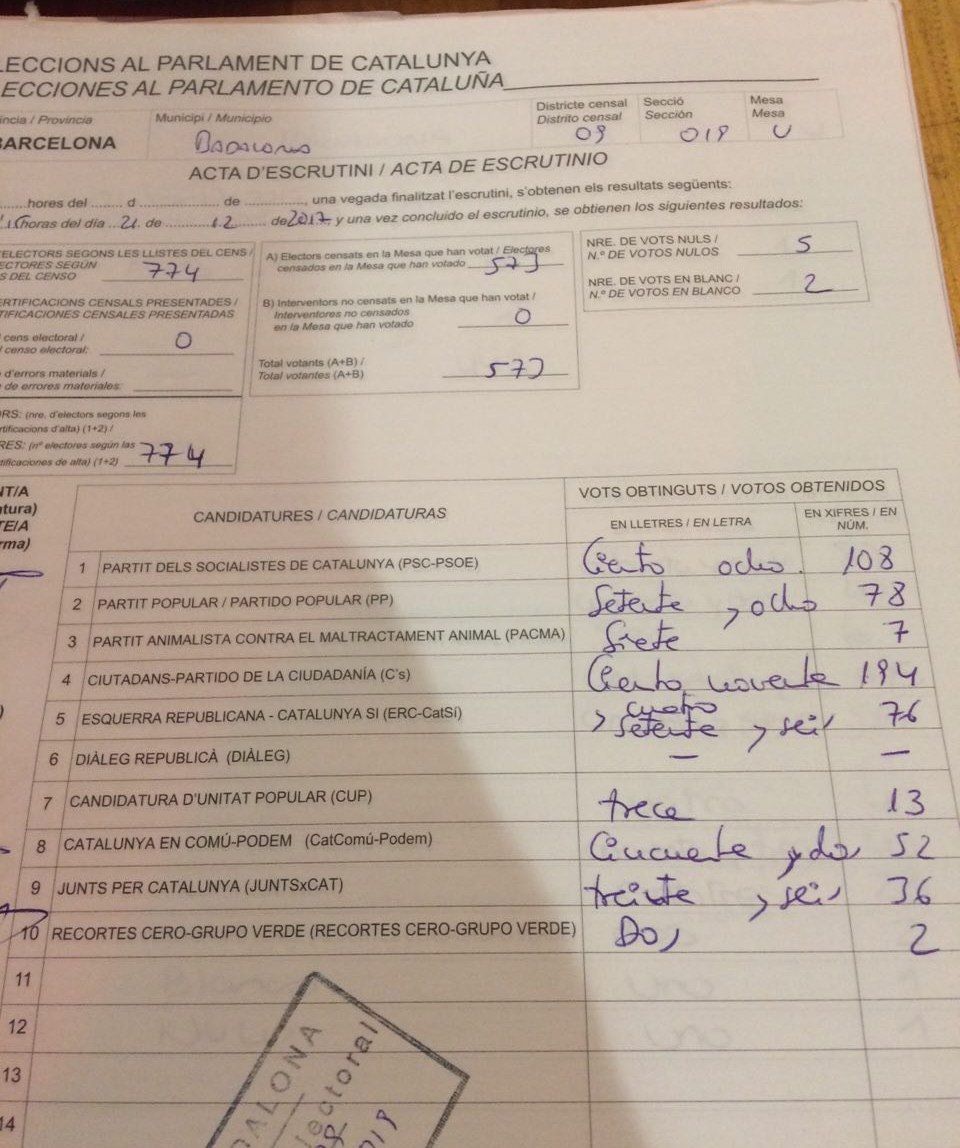 LECCIONS AL PARLAMENT DE CATALUNYA
ECCIONES AL PARLAMENTO DE CATALUÑA
íncia / Provincia
BARCELONA
Municipi / Municipio
Badalona
Districte censal
Distrito censal
09
Secció
Sección
018
Mesa
Mesa
U
ACTA D'ESCRUTINI / ACTA DE ESCRUTINIO
hores del ...... d .................. de .............., una vegada finalitzat l'escrutini, s'obtenen els resultats següents:
horas del día 21 de 12 de 2017 y una vez concluido el escrutinio, se obtienen los siguientes resultados:
ELECTORS SEGONS LES LLISTES DEL CENS /
ECTORES SEGÚN
S DEL CENSO 774
ERTIFICACIONS CENSALS PRESENTADES /
TIFICACIONES CENSALES PRESENTADAS
cens electoral /
l censo electoral: 0
d'errors materials /
de errores materiales:
ORS: (nre. d'electors segons les
rtificacions d'alta) (1+2) /
RES: (nº electores según las
tificaciones de alta) (1+2) 774
A) Electors censats en la Mesa que han votat / Electores
censados en la Mesa que han votado 573
B) Interventors no censats en la Mesa que han votat /
Interventores no censados
en la Mesa que han votado 0
Total votants (A+B) /
Total votantes (A+B) 573
NRE. DE VOTS NULS /
N.º DE VOTOS NULOS 5
NRE. DE VOTS EN BLANC /
N.º DE VOTOS EN BLANCO 2
NT/A
atura)
TE/A
rma)
CANDIDATURES / CANDIDATURAS
VOTS OBTINGUTS / VOTOS OBTENIDOS
EN LLETRES / EN LETRA
EN XIFRES / EN
NÚM.
1 PARTIT DELS SOCIALISTES DE CATALUNYA (PSC-PSOE) Ciento ocho. 108
2 PARTIT POPULAR / PARTIDO POPULAR (PP) Setenta y ocho 78
3 PARTIT ANIMALISTA CONTRA EL MALTRACTAMENT ANIMAL (PACMA) Siete 7
4 CIUTADANS-PARTIDO DE LA CIUDADANÍA (C's) Ciento noventa 194
y cuatro
5 ESQUERRA REPUBLICANA - CATALUNYA SI (ERC-CatSí) setenta y seis 76
6 DIÀLEG REPUBLICÀ (DIÀLEG) — —
7 CANDIDATURA D'UNITAT POPULAR (CUP) trece 13
8 CATALUNYA EN COMÚ-PODEM (CatComú-Podem) Cincuenta y dos 52
9 JUNTS PER CATALUNYA (JUNTSxCAT) treinta y seis 36
10 RECORTES CERO-GRUPO VERDE (RECORTES CERO-GRUPO VERDE) Dos 2
11
12
13
14
DALONA
lectoral
018